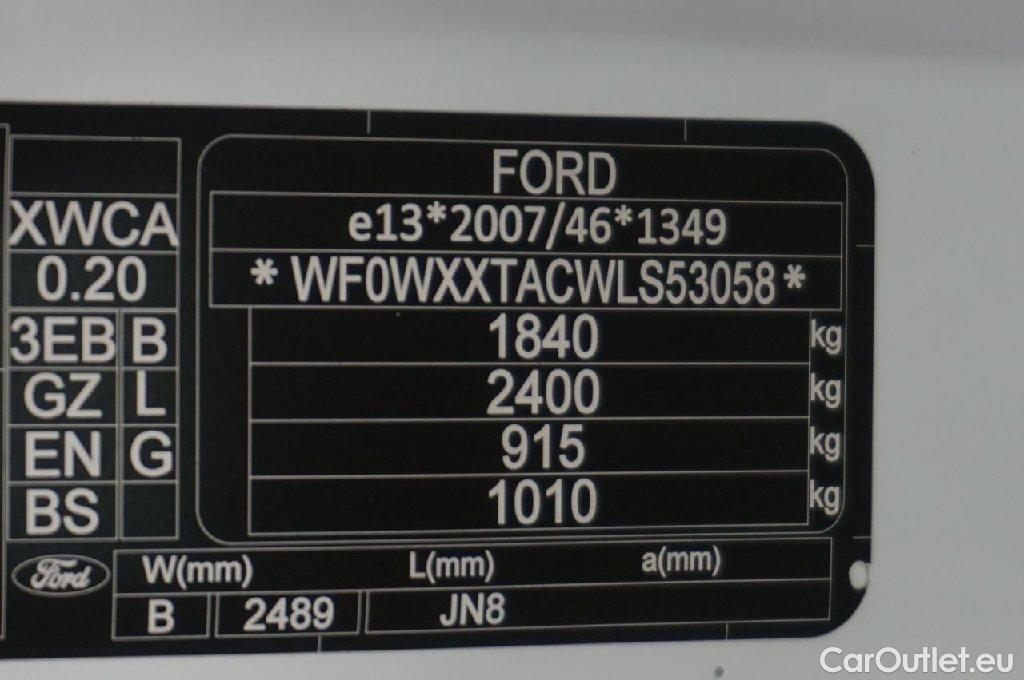 FORD
e13*2007/46*1349
* WF0WXXTACWLS53058 *
1840 kg
2400 kg
915 kg
1010 kg
XWCA
0.20
3EB B
GZ L
EN G
BS
Ford
W(mm) L(mm) a(mm)
B 2489 JN8
CarOutlet.eu